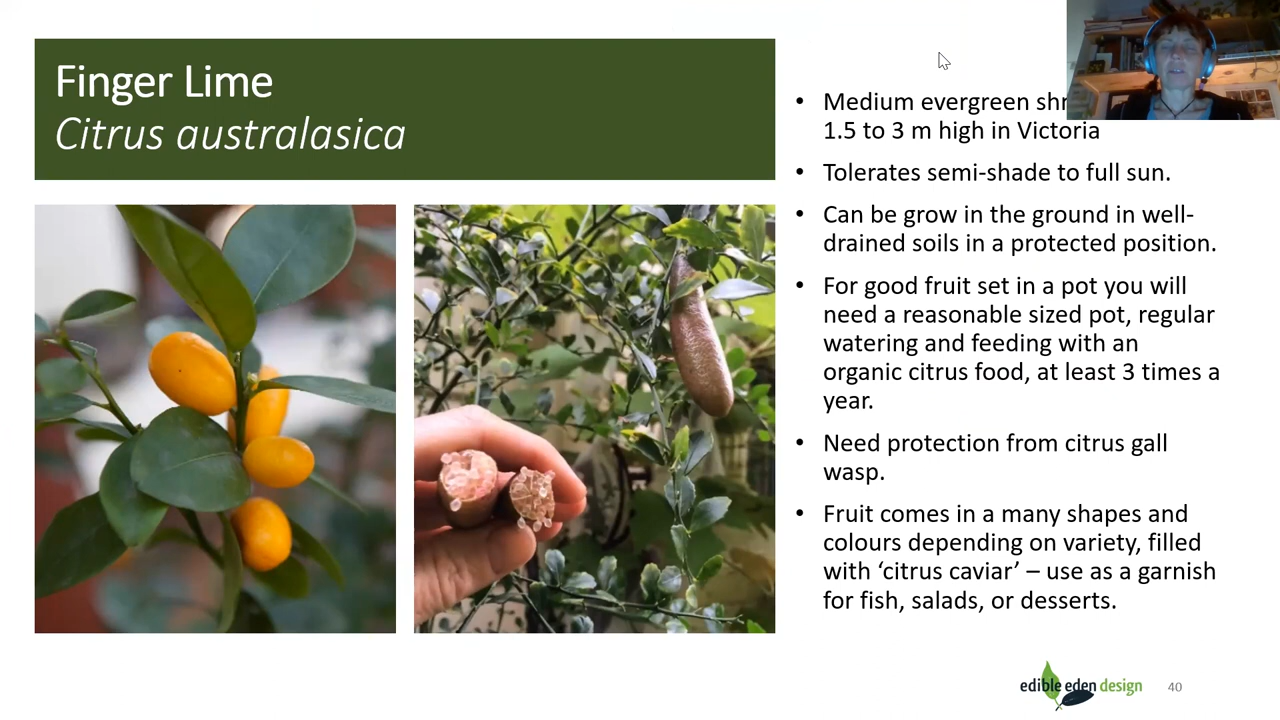 Finger Lime
Citrus australasica
• Medium evergreen
1.5 to 3 m high in Victoria
• Tolerates semi-shade to full sun.
• Can be grow in the ground in well-
drained soils in a protected position.
• For good fruit set in a pot you will
need a reasonable sized pot, regular
watering and feeding with an
organic citrus food, at least 3 times a
year.
• Need protection from citrus gall
wasp.
• Fruit comes in a many shapes and
colours depending on variety, filled
with ‘citrus caviar’ – use as a garnish
for fish, salads, or desserts.
edible eden design
40